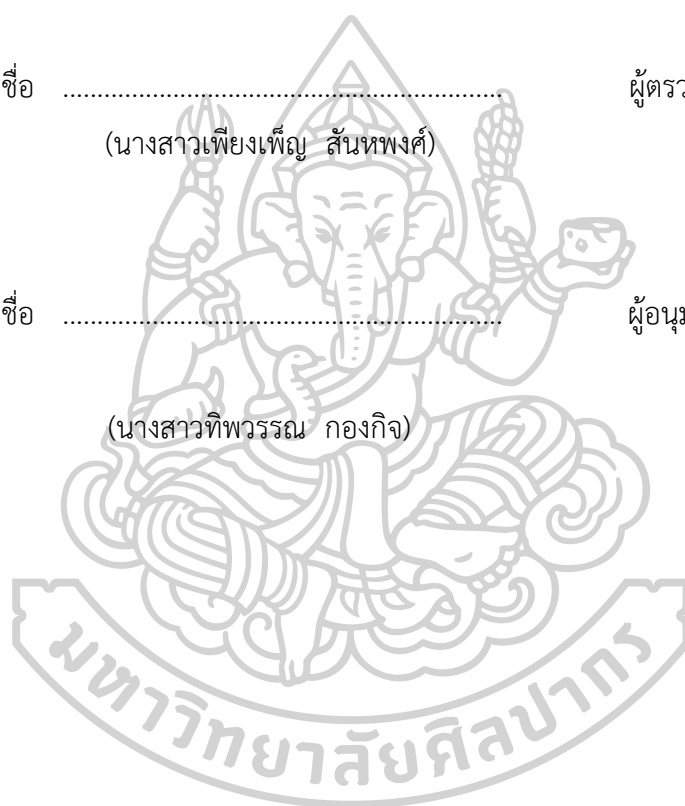 ชื่อ ...................................................... ผู้ตรว
(นางสาวเพียงเพ็ญ สันหพงศ์)
ชื่อ ...................................................... ผู้อนุม
(นางสาวทิพวรรณ กองกิจ)
มหาวิทยาลัยศิลปากร